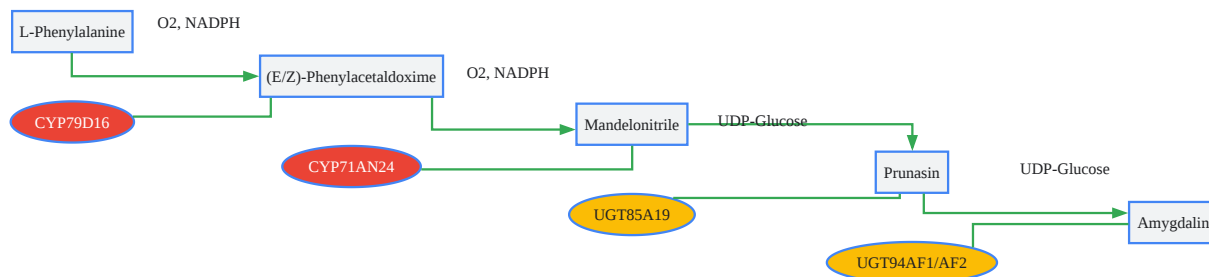 L-Phenylalanine
O2, NADPH
(E/Z)-Phenylacetaldoxime
O2, NADPH
CYP79D16
Mandelonitrile
UDP-Glucose
CYP71AN24
Prunasin
UDP-Glucose
UGT85A19
Amygdalin
UGT94AF1/AF2